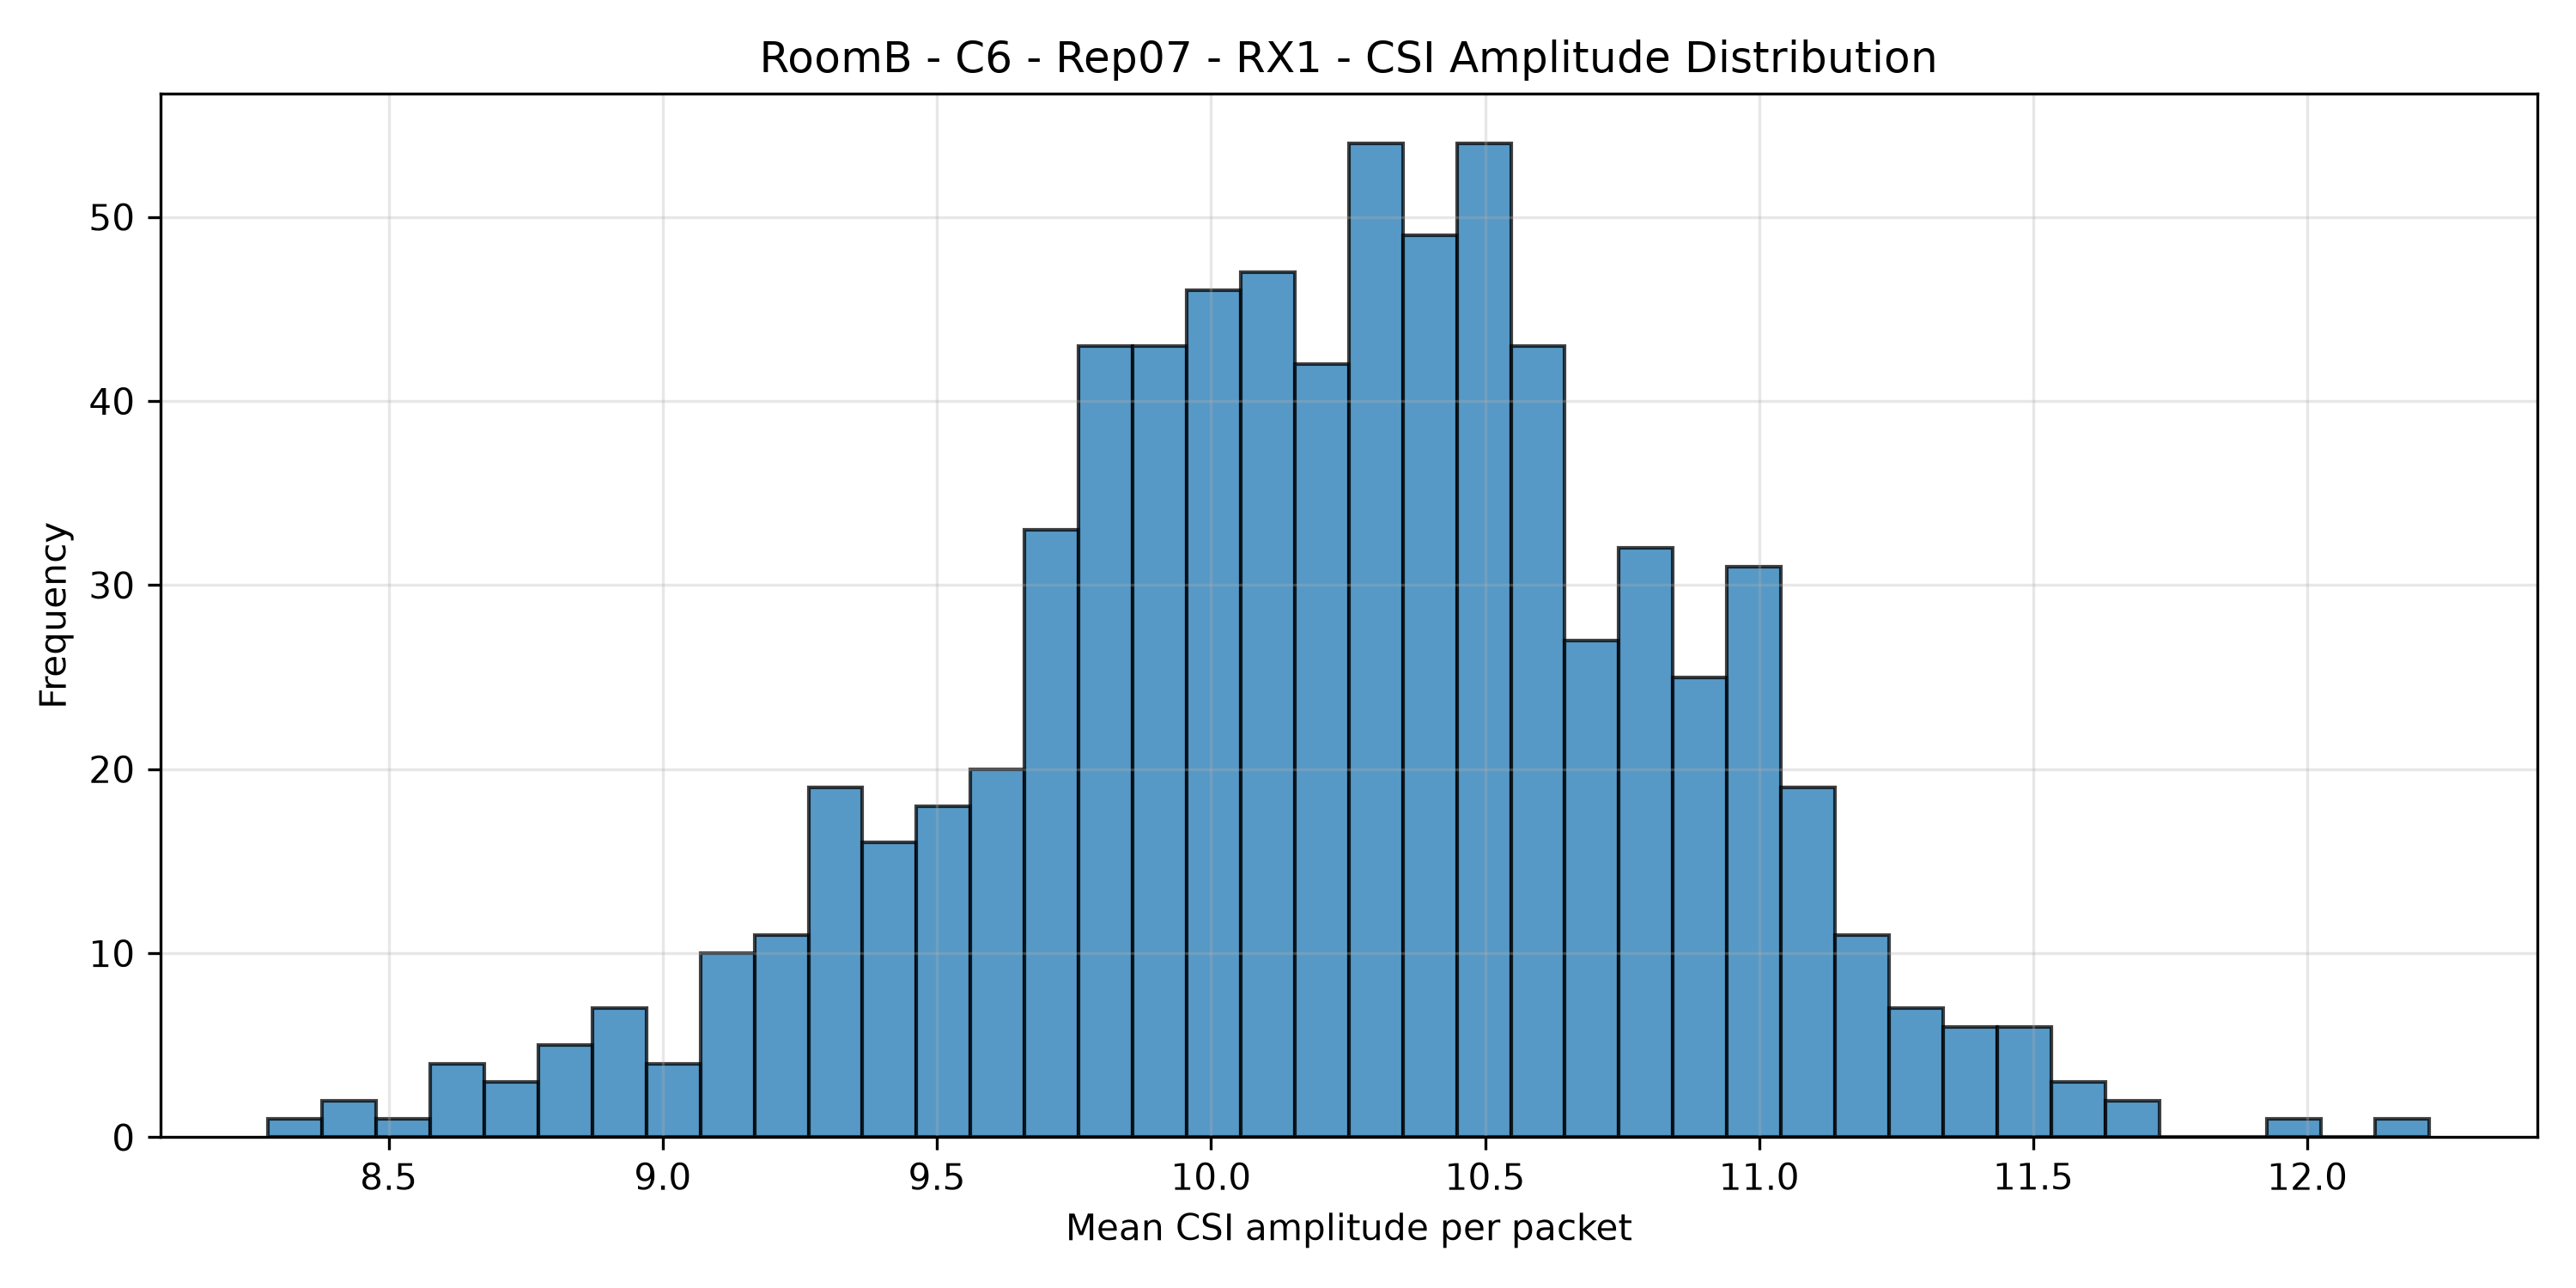 RoomB - C6 - Rep07 - RX1 - CSI Amplitude Distribution
Frequency
50
40
30
20
10
0
8.5 9.0 9.5 10.0 10.5 11.0 11.5 12.0
Mean CSI amplitude per packet